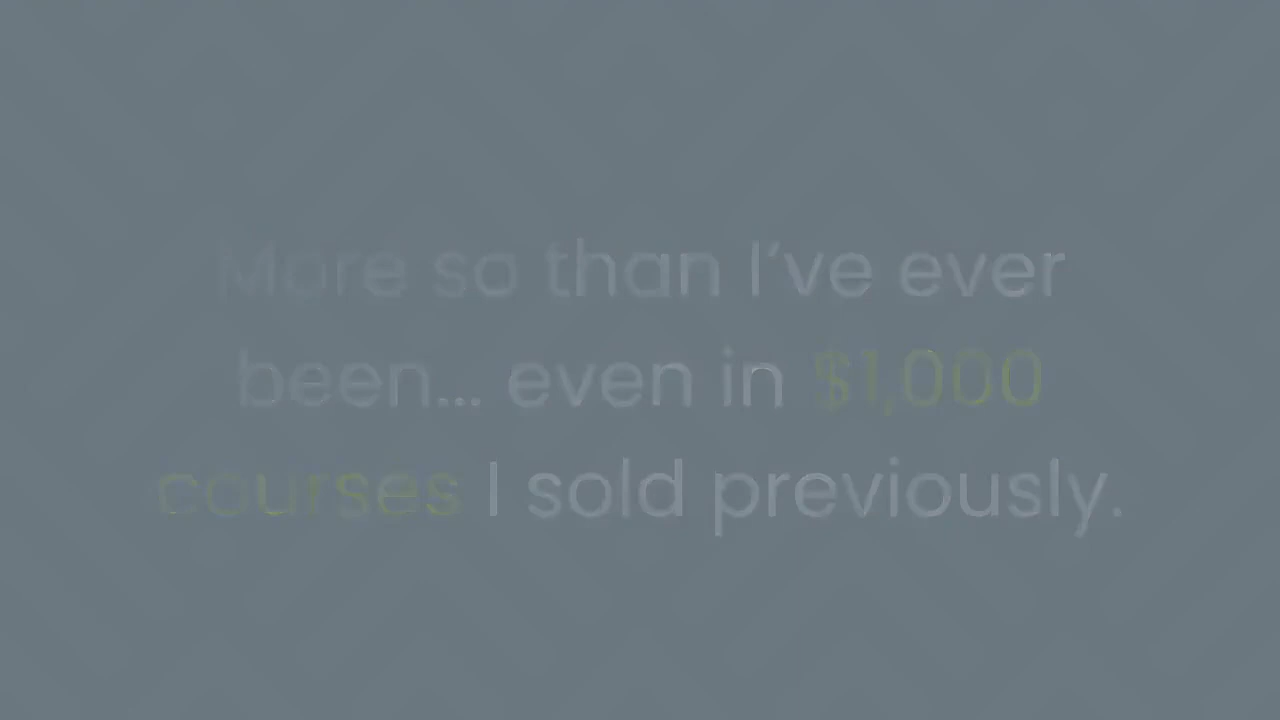 More so than I've ever
been... even in $1,000
courses I sold previously.